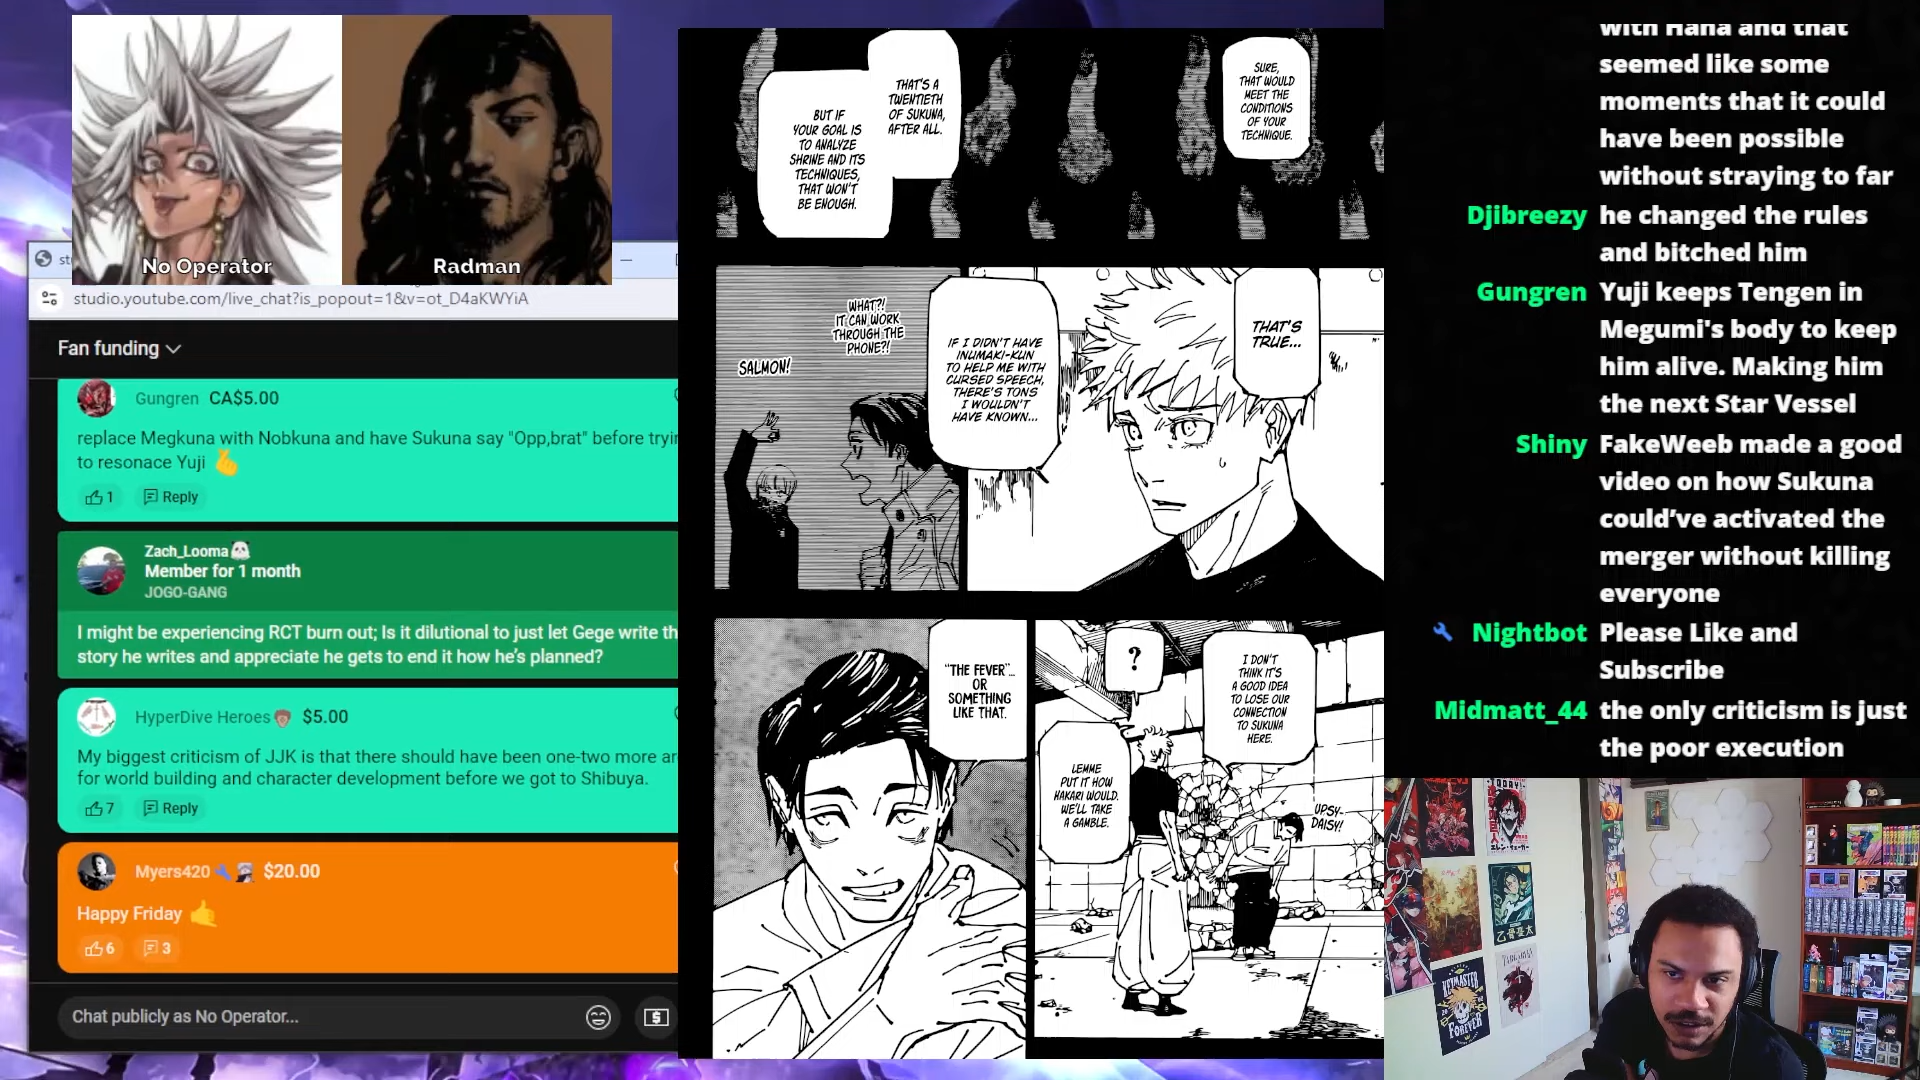 No Operator
Radman
st
studio.youtube.com/live_chat?is_popout=1&v=ot_D4aKWYiA
Fan funding
Gungren CA$5.00
replace Megkuna with Nobkuna and have Sukuna say "Opp,brat" before tryin
to resonace Yuji
1
Reply
Zach_Looma
Member for 1 month
JOGO-GANG
I might be experiencing RCT burn out; Is it dilutional to just let Gege write th
story he writes and appreciate he gets to end it how he's planned?
HyperDive Heroes $5.00
My biggest criticism of JJK is that there should have been one-two more ar
for world building and character development before we got to Shibuya.
7
Reply
Myers420 $20.00
Happy Friday
6
3
Chat publicly as No Operator...
SURE,
THAT WOULD
MEET THE
CONDITIONS
OF YOUR
TECHNIQUE.
THAT'S A
TWENTIETH
OF SUKUNA,
AFTER ALL.
BUT IF
YOUR GOAL IS
TO ANALYZE
SHRINE AND ITS
TECHNIQUES,
THAT WON'T
BE ENOUGH.
THAT'S
TRUE...
IF I DIDN'T HAVE
INUMAKI-KUN
TO HELP ME WITH
CURSED SPEECH,
THERE'S TONS
I WOULDN'T
HAVE KNOWN...
WHAT?!
IT CAN WORK
THROUGH THE
PHONE?!
SALMON!
I DON'T
THINK IT'S
A GOOD IDEA
TO LOSE OUR
CONNECTION
TO SUKUNA
HERE.
?
LEMME
PUT IT HOW
HAKARI WOULD.
WE'LL TAKE
A GAMBLE.
UPSY-
DAISY!
"THE FEVER"...
OR
SOMETHING
LIKE THAT.
with Hana and that
seemed like some
moments that it could
have been possible
without straying to far
Djibreezy he changed the rules
and bitched him
Gungren Yuji keeps Tengen in
Megumi's body to keep
him alive. Making him
the next Star Vessel
Shiny FakeWeeb made a good
video on how Sukuna
could've activated the
merger without killing
everyone
Nightbot Please Like and
Subscribe
Midmatt_44 the only criticism is just
the poor execution
KEYMASTER
FOREVER
乙骨憂太